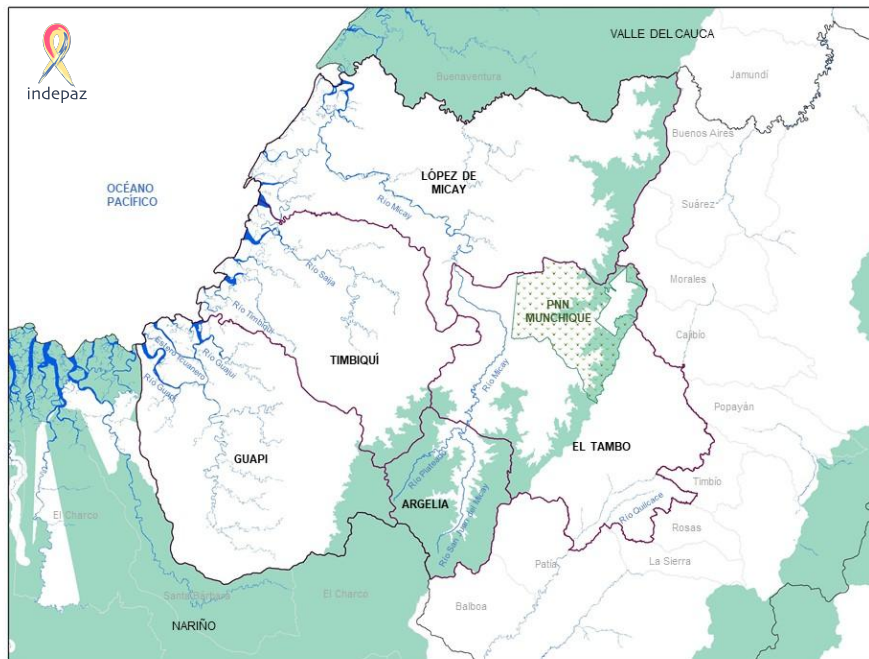 indepaz
VALLE DEL CAUCA
Buenaventura
Jamundí
Buenos Aires
OCÉANO
PACÍFICO
LÓPEZ DE
MICAY
Río Micay
Suárez
Río Saija
Morales
PNN
MUNCHIQUE
Río Timbiquí
Cajibío
Estero Icuanero
Río Guajuí
Río Guapi
TIMBIQUÍ
Río Micay
Popayán
GUAPI
EL TAMBO
Río Plateado
Timbío
ARGELIA
Río Quilcace
El Charco
Río San Juan del Micay
Rosas
La Sierra
Patía
Santa Bárbara
El Charco
Balboa
NARIÑO